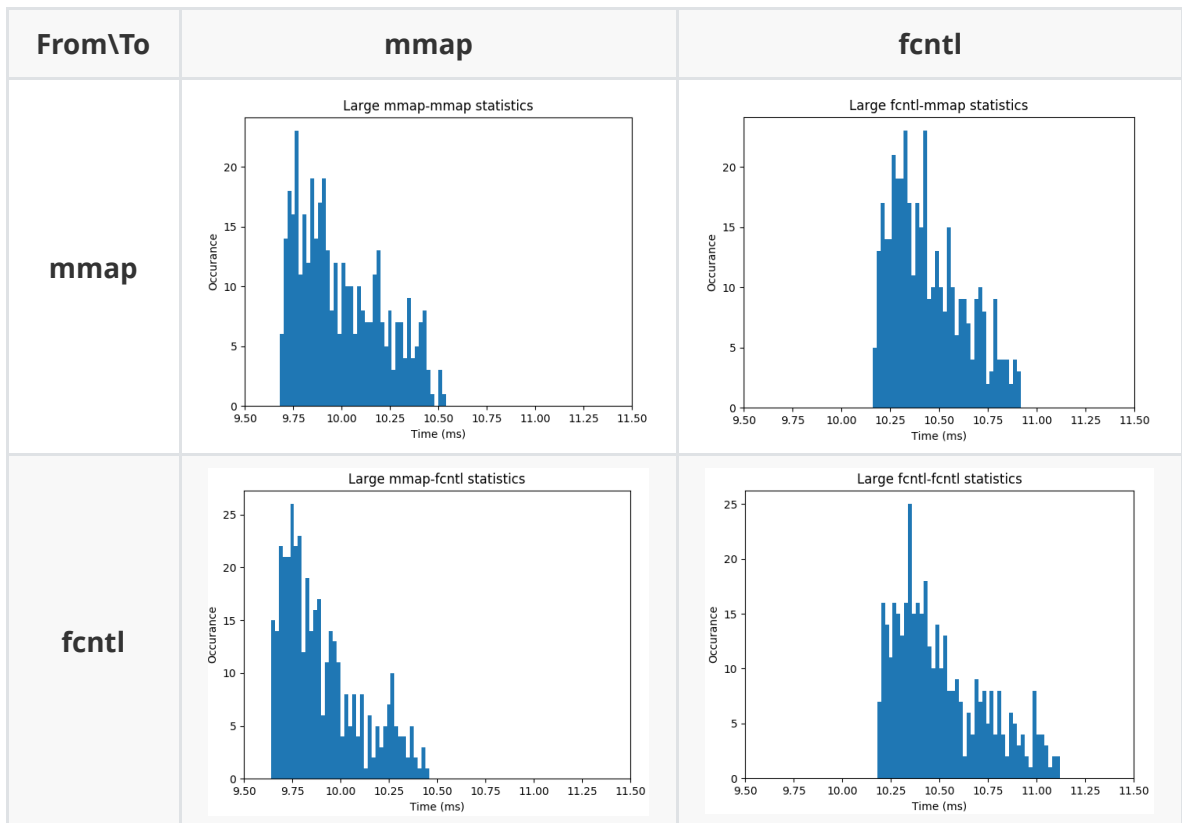 From\To
mmap
fcntl
mmap
Large mmap-mmap statistics
Occurance
20
15
10
5
0
9.50 9.75 10.00 10.25 10.50 10.75 11.00 11.25 11.50
Time (ms)
Large fcntl-mmap statistics
Occurance
20
15
10
5
0
9.50 9.75 10.00 10.25 10.50 10.75 11.00 11.25 11.50
Time (ms)
fcntl
Large mmap-fcntl statistics
Occurance
25
20
15
10
5
0
9.50 9.75 10.00 10.25 10.50 10.75 11.00 11.25 11.50
Time (ms)
Large fcntl-fcntl statistics
Occurance
25
20
15
10
5
0
9.50 9.75 10.00 10.25 10.50 10.75 11.00 11.25 11.50
Time (ms)